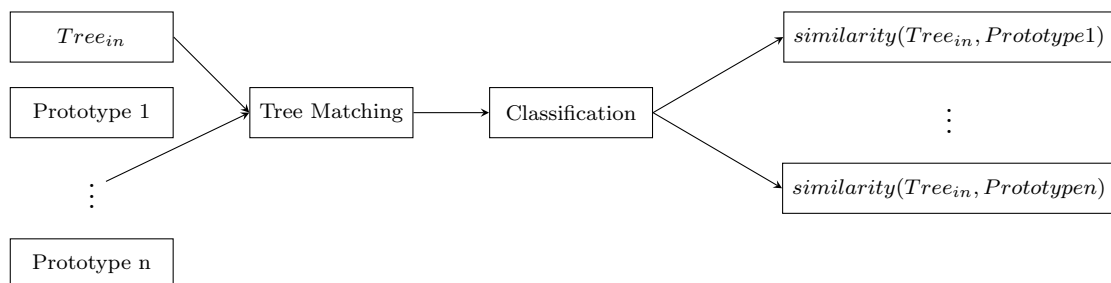 Tree_in
Prototype 1
⋮
Prototype n
Tree Matching
Classification
similarity(Tree_in, Prototype1)
⋮
similarity(Tree_in, Prototypen)